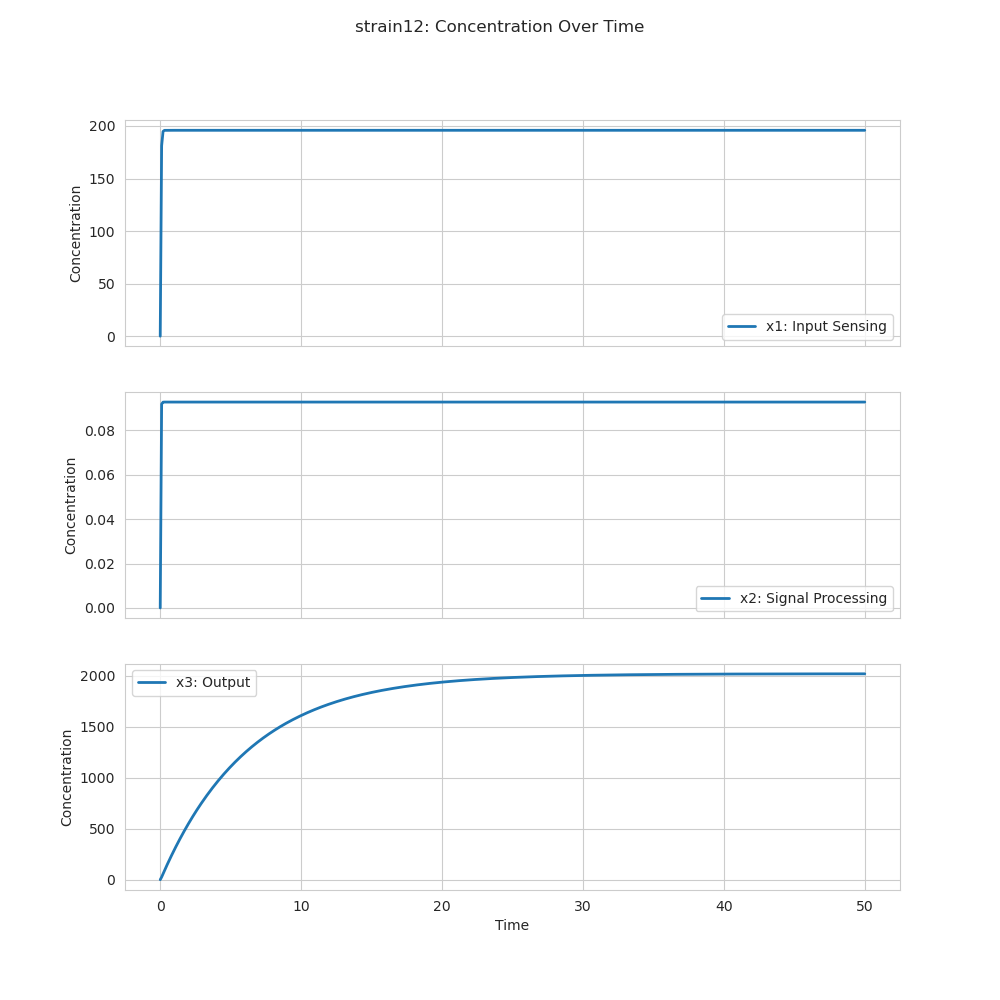 strain12: Concentration Over Time
200
150
100
50
0
Concentration
x1: Input Sensing
0.08
0.06
0.04
0.02
0.00
Concentration
x2: Signal Processing
2000
1500
1000
500
0
Concentration
x3: Output
0 10 20 30 40 50
Time